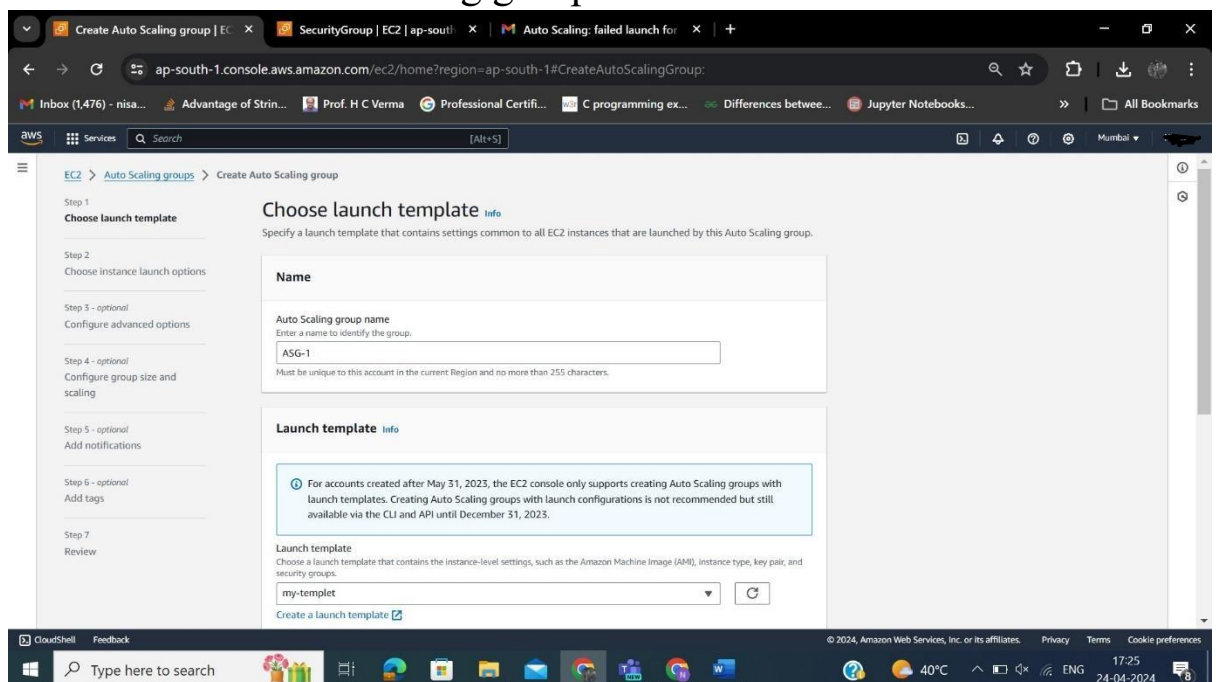 Create Auto Scaling group | EC
SecurityGroup | EC2 | ap-south
Auto Scaling: failed launch for
ap-south-1.console.aws.amazon.com/ec2/home?region=ap-south-1#CreateAutoScalingGroup:
Inbox (1,476) - nisa...
Advantage of Strin...
Prof. H C Verma
Professional Certifi...
C programming ex...
Differences betwee...
Jupyter Notebooks...
All Bookmarks
aws
Services
Search
[Alt+S]
Mumbai
EC2 > Auto Scaling groups > Create Auto Scaling group
Step 1
Choose launch template
Step 2
Choose instance launch options
Step 3 - optional
Configure advanced options
Step 4 - optional
Configure group size and
scaling
Step 5 - optional
Add notifications
Step 6 - optional
Add tags
Step 7
Review
Choose launch template Info
Specify a launch template that contains settings common to all EC2 instances that are launched by this Auto Scaling group.
Name
Auto Scaling group name
Enter a name to identify the group.
ASG-1
Must be unique to this account in the current Region and no more than 255 characters.
Launch template Info
For accounts created after May 31, 2023, the EC2 console only supports creating Auto Scaling groups with
launch templates. Creating Auto Scaling groups with launch configurations is not recommended but still
available via the CLI and API until December 31, 2023.
Launch template
Choose a launch template that contains the instance-level settings, such as the Amazon Machine Image (AMI), instance type, key pair, and
security groups.
my-templet
Create a launch template
CloudShell
Feedback
© 2024, Amazon Web Services, Inc. or its affiliates.
Privacy
Terms
Cookie preferences
Type here to search
40°C
ENG
17:25
24-04-2024
8